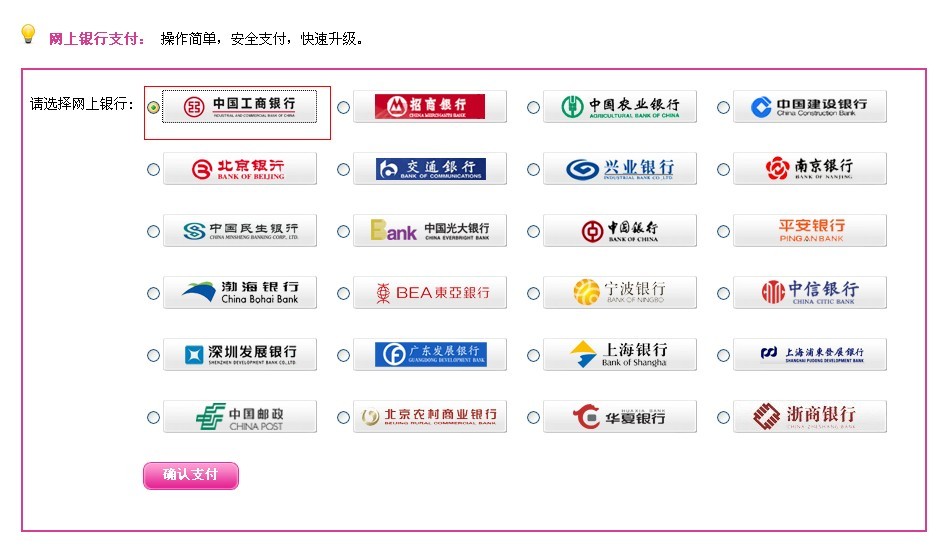 网上银行支付： 操作简单，安全支付，快速升级。
请选择网上银行：
中国工商银行
INDUSTRIAL AND COMMERCIAL BANK OF CHINA
招商银行
CHINA MERCHANTS BANK
中国农业银行
AGRICULTURAL BANK OF CHINA
中国建设银行
China Construction Bank
北京银行
BANK OF BEIJING
交通銀行
BANK OF COMMUNICATIONS
兴业银行
INDUSTRIAL BANK CO.,LTD.
南京银行
BANK OF NANJING
中国民生银行
CHINA MINSHENG BANKING CORP., LTD.
Bank 中国光大银行
CHINA EVERBRIGHT BANK
中国银行
BANK OF CHINA
平安银行
PING AN BANK
渤海银行
China Bohai Bank
BEA東亞銀行
宁波银行
BANK OF NINGBO
中信银行
CHINA CITIC BANK
深圳发展银行
SHENZHEN DEVELOPMENT BANK CO., LTD.
广东发展银行
GUANGDONG DEVELOPMENT BANK
上海银行
Bank of Shangha
上海浦東發展銀行
SHANGHAI PUDONG DEVELOPMENT BANK
中国邮政
CHINA POST
北京农村商业银行
BEIJING RURAL COMMERCIAL BANK
HUAXIA BANK
华夏银行
浙商银行
CHINA ZHESHANG BANK
确认支付